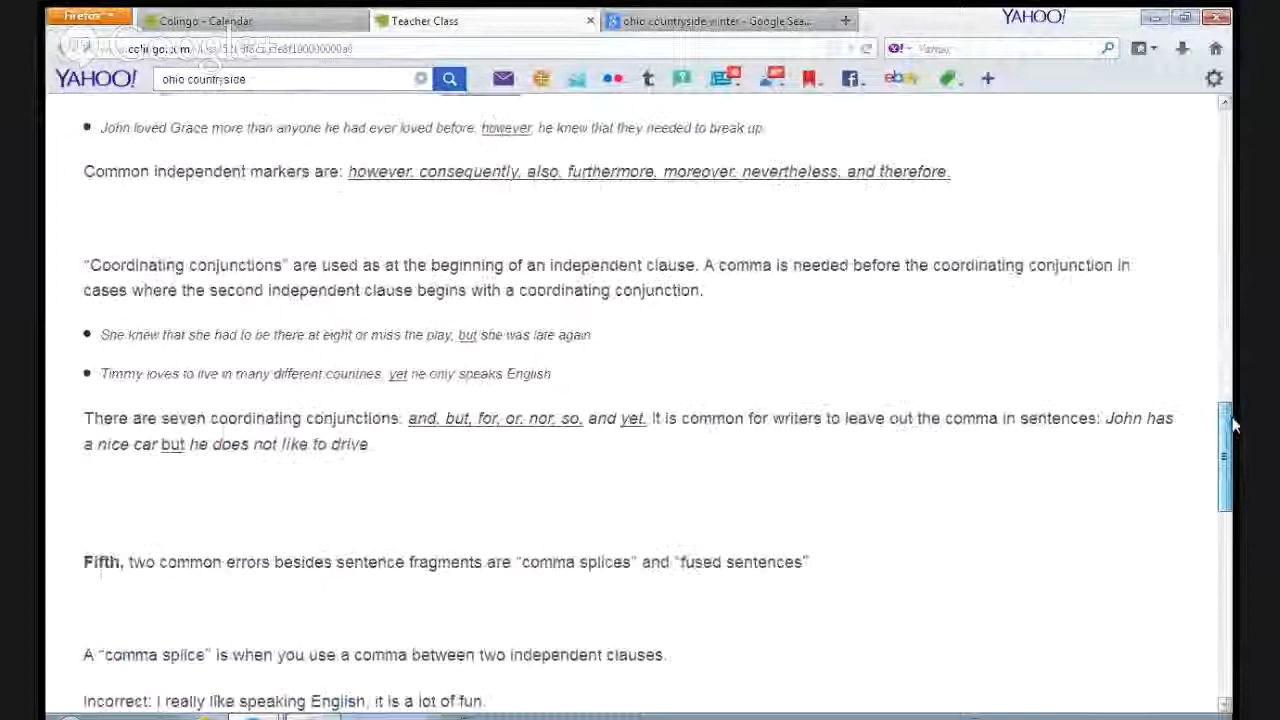 Firefox
Colingo - Calendar
Teacher Class
ohio countryside winter - Google Sea...
YAHOO!
Yahoo
YAHOO!
ohio countryside
John loved Grace more than anyone he had ever loved before; however, he knew that they needed to break up.
Common independent markers are: however, consequently, also, furthermore, moreover, nevertheless, and therefore.
“Coordinating conjunctions” are used as at the beginning of an independent clause. A comma is needed before the coordinating conjunction in
cases where the second independent clause begins with a coordinating conjunction.
She knew that she had to be there at eight or miss the play, but she was late again
Timmy loves to live in many different countries, yet he only speaks English
There are seven coordinating conjunctions: and, but, for, or, nor, so, and yet. It is common for writers to leave out the comma in sentences: John has
a nice car but he does not like to drive
Fifth, two common errors besides sentence fragments are “comma splices” and “fused sentences”
A “comma splice” is when you use a comma between two independent clauses.
Incorrect: I really like speaking English, it is a lot of fun.